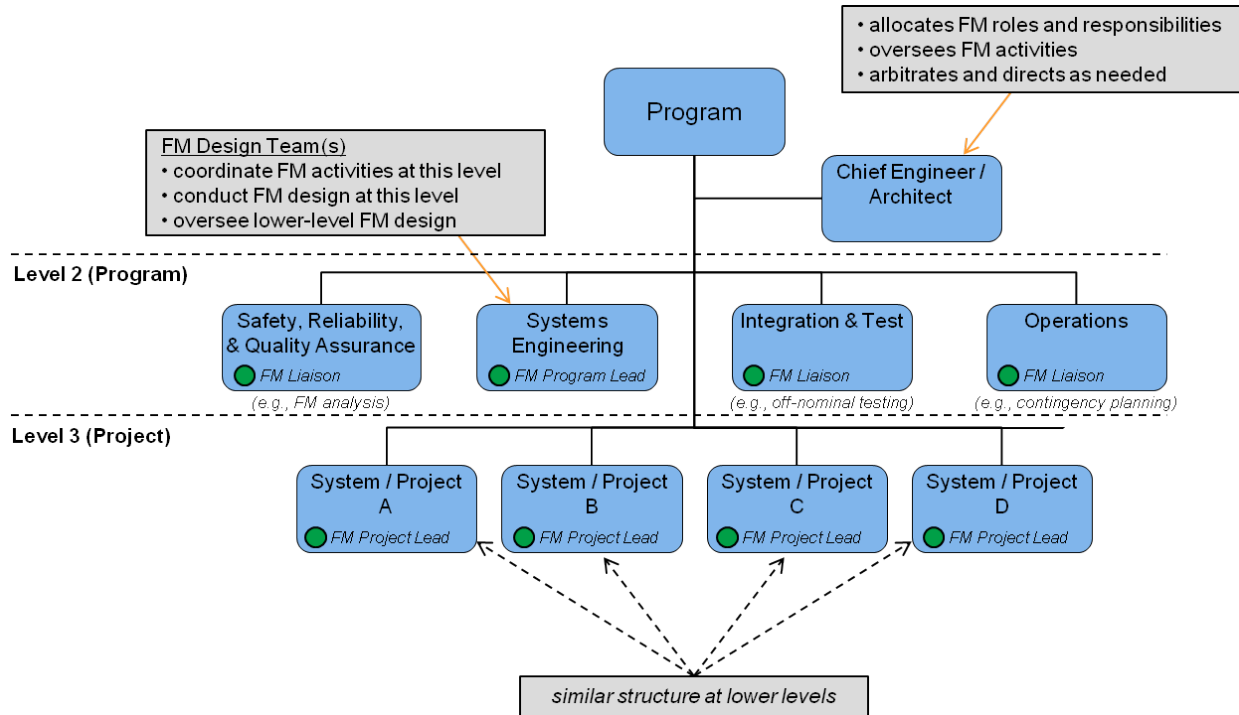 • allocates FM roles and responsibilities
• oversees FM activities
• arbitrates and directs as needed
Program
FM Design Team(s)
• coordinate FM activities at this level
• conduct FM design at this level
• oversee lower-level FM design
Chief Engineer /
Architect
Level 2 (Program)
Safety, Reliability,
& Quality Assurance
FM Liaison
(e.g., FM analysis)
Systems
Engineering
FM Program Lead
Integration & Test
FM Liaison
(e.g., off-nominal testing)
Operations
FM Liaison
(e.g., contingency planning)
Level 3 (Project)
System / Project
A
FM Project Lead
System / Project
B
FM Project Lead
System / Project
C
FM Project Lead
System / Project
D
FM Project Lead
similar structure at lower levels